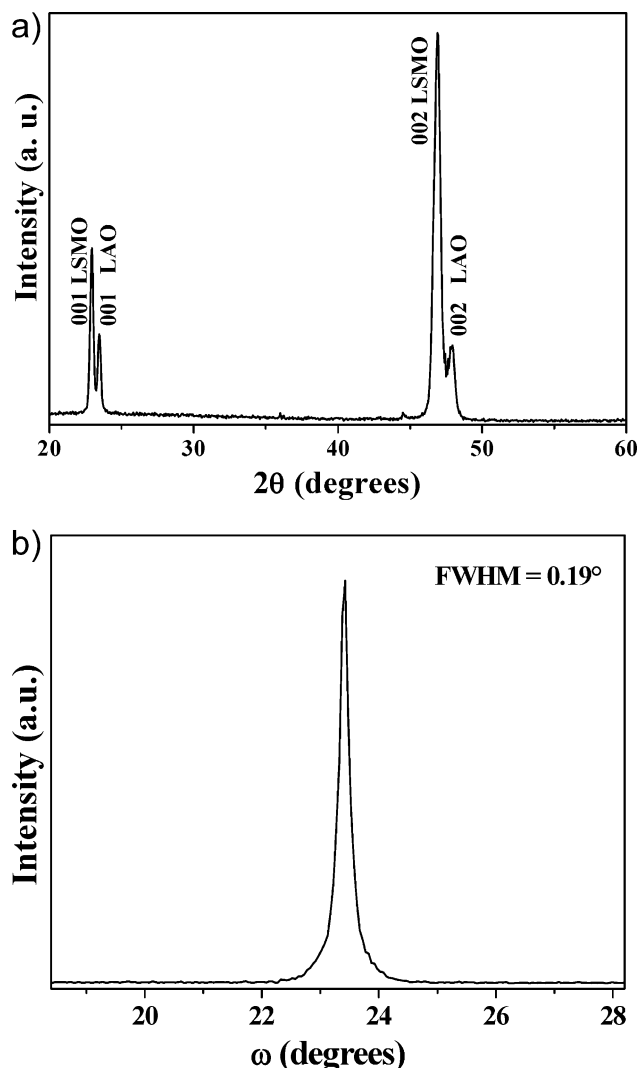 a)
Intensity (a. u.)
001 LSMO
001 LAO
002 LSMO
002 LAO
20 30 40 50 60
2θ (degrees)
b)
FWHM = 0.19°
Intensity (a.u.)
20 22 24 26 28
ω (degrees)